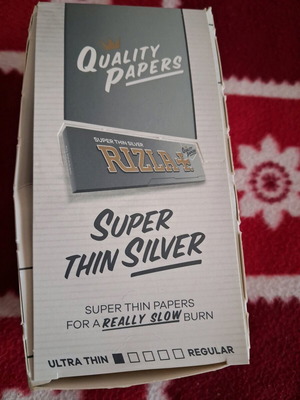 QUALITY
PAPERS
SUPER THIN SILVER
RIZLA+
SUPER
THIN SILVER
SUPER THIN PAPERS
FOR A REALLY SLOW BURN
ULTRA THIN REGULAR